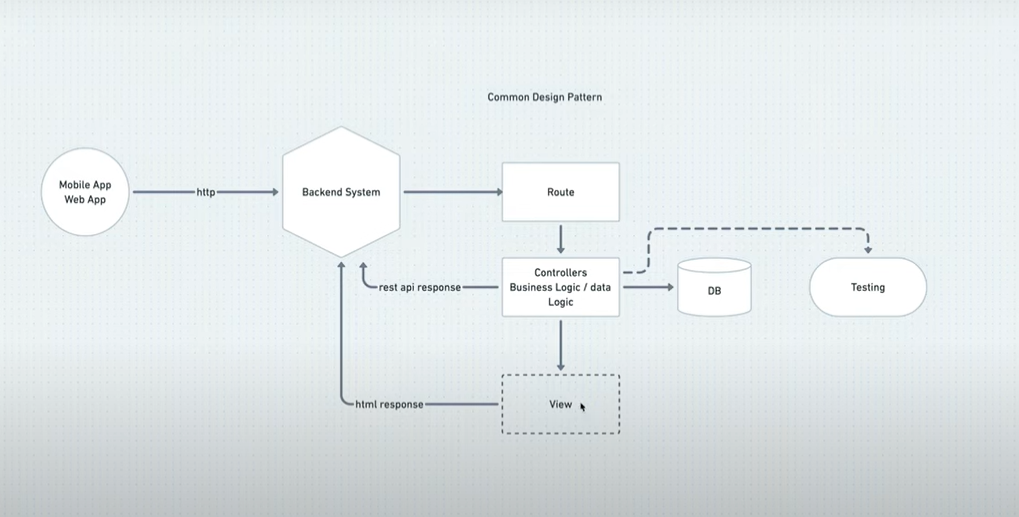 Common Design Pattern
Mobile App
Web App
http
Backend System
Route
Controllers
Business Logic / data
Logic
rest api response
DB
Testing
View
html response